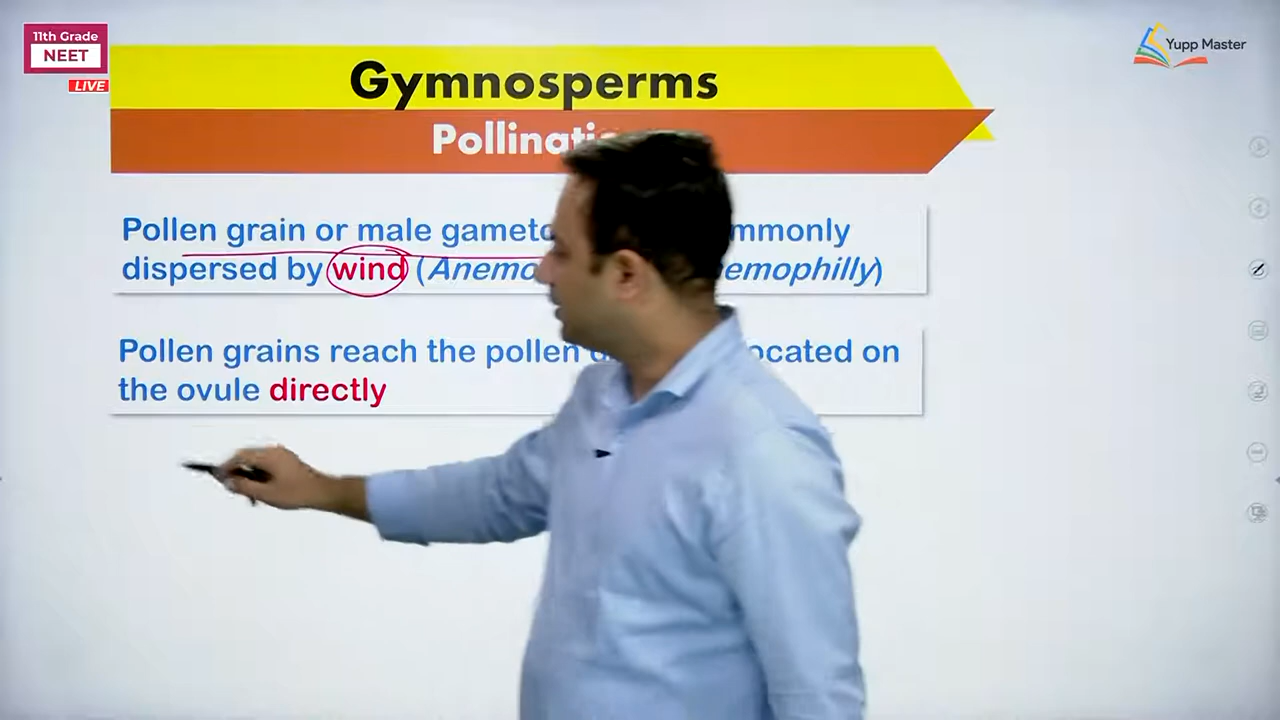 11th Grade
NEET
LIVE
Yupp Master
Gymnosperms
Pollinati
Pollen grain or male gameto mmonly
dispersed by wind (Anemo emophilly)
Pollen grains reach the pollen ocated on
the ovule directly